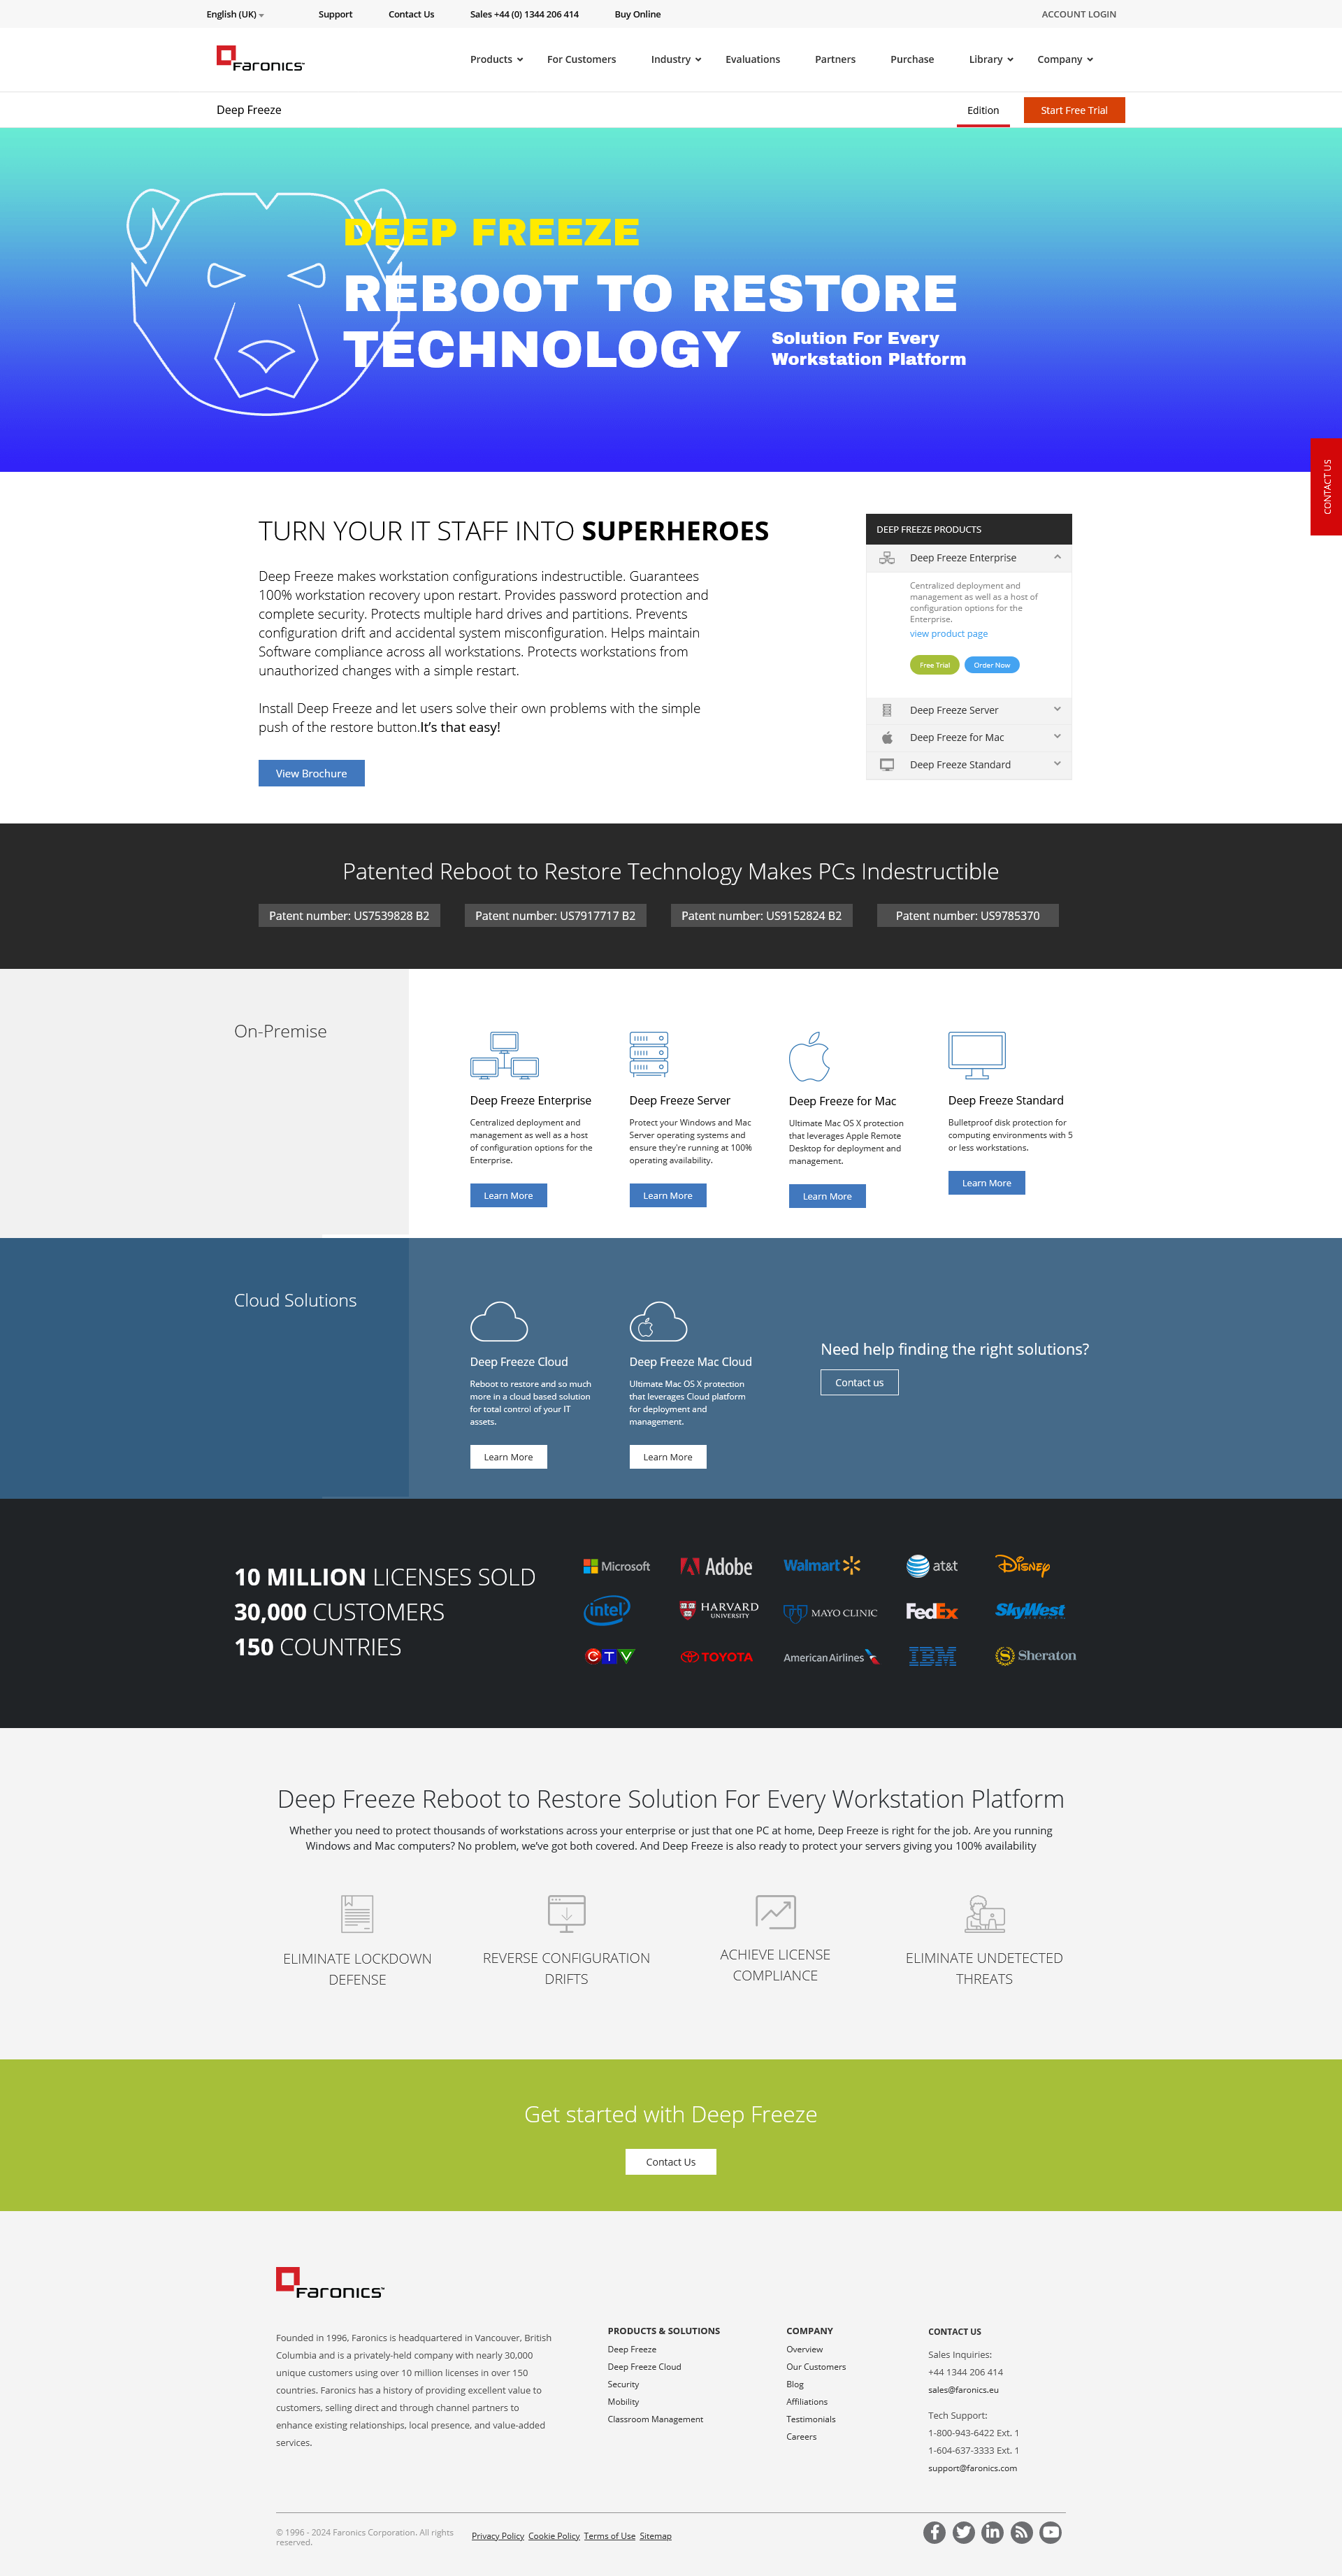 English (UK)
Support
Contact Us
Sales +44 (0) 1344 206 414
Buy Online
ACCOUNT LOGIN
Faronics
Products
For Customers
Industry
Evaluations
Partners
Purchase
Library
Company
Deep Freeze
Edition
Start Free Trial
DEEP FREEZE
REBOOT TO RESTORE
TECHNOLOGY
Solution For Every
Workstation Platform
CONTACT US
TURN YOUR IT STAFF INTO SUPERHEROES
Deep Freeze makes workstation configurations indestructible. Guarantees
100% workstation recovery upon restart. Provides password protection and
complete security. Protects multiple hard drives and partitions. Prevents
configuration drift and accidental system misconfiguration. Helps maintain
Software compliance across all workstations. Protects workstations from
unauthorized changes with a simple restart.
Install Deep Freeze and let users solve their own problems with the simple
push of the restore button.It's that easy!
View Brochure
DEEP FREEZE PRODUCTS
Deep Freeze Enterprise
Centralized deployment and
management as well as a host of
configuration options for the
Enterprise.
view product page
Free Trial
Order Now
Deep Freeze Server
Deep Freeze for Mac
Deep Freeze Standard
Patented Reboot to Restore Technology Makes PCs Indestructible
Patent number: US7539828 B2
Patent number: US7917717 B2
Patent number: US9152824 B2
Patent number: US9785370
On-Premise
Deep Freeze Enterprise
Centralized deployment and
management as well as a host
of configuration options for the
Enterprise.
Learn More
Deep Freeze Server
Protect your Windows and Mac
Server operating systems and
ensure they're running at 100%
operating availability.
Learn More
Deep Freeze for Mac
Ultimate Mac OS X protection
that leverages Apple Remote
Desktop for deployment and
management.
Learn More
Deep Freeze Standard
Bulletproof disk protection for
computing environments with 5
or less workstations.
Learn More
Cloud Solutions
Deep Freeze Cloud
Reboot to restore and so much
more in a cloud based solution
for total control of your IT
assets.
Learn More
Deep Freeze Mac Cloud
Ultimate Mac OS X protection
that leverages Cloud platform
for deployment and
management.
Learn More
Need help finding the right solutions?
Contact us
10 MILLION LICENSES SOLD
30,000 CUSTOMERS
150 COUNTRIES
Microsoft
Adobe
Walmart
at&t
Disney
intel
HARVARD
UNIVERSITY
MAYO CLINIC
FedEx
SkyWest
CTV
TOYOTA
AmericanAirlines
IBM
Sheraton
Deep Freeze Reboot to Restore Solution For Every Workstation Platform
Whether you need to protect thousands of workstations across your enterprise or just that one PC at home, Deep Freeze is right for the job. Are you running
Windows and Mac computers? No problem, we've got both covered. And Deep Freeze is also ready to protect your servers giving you 100% availability
ELIMINATE LOCKDOWN
DEFENSE
REVERSE CONFIGURATION
DRIFTS
ACHIEVE LICENSE
COMPLIANCE
ELIMINATE UNDETECTED
THREATS
Get started with Deep Freeze
Contact Us
Faronics
Founded in 1996, Faronics is headquartered in Vancouver, British
Columbia and is a privately-held company with nearly 30,000
unique customers using over 10 million licenses in over 150
countries. Faronics has a history of providing excellent value to
customers, selling direct and through channel partners to
enhance existing relationships, local presence, and value-added
services.
PRODUCTS & SOLUTIONS
Deep Freeze
Deep Freeze Cloud
Security
Mobility
Classroom Management
COMPANY
Overview
Our Customers
Blog
Affiliations
Testimonials
Careers
CONTACT US
Sales Inquiries:
+44 1344 206 414
sales@faronics.eu
Tech Support:
1-800-943-6422 Ext. 1
1-604-637-3333 Ext. 1
support@faronics.com
© 1996 - 2024 Faronics Corporation. All rights
reserved.
Privacy Policy Cookie Policy Terms of Use Sitemap